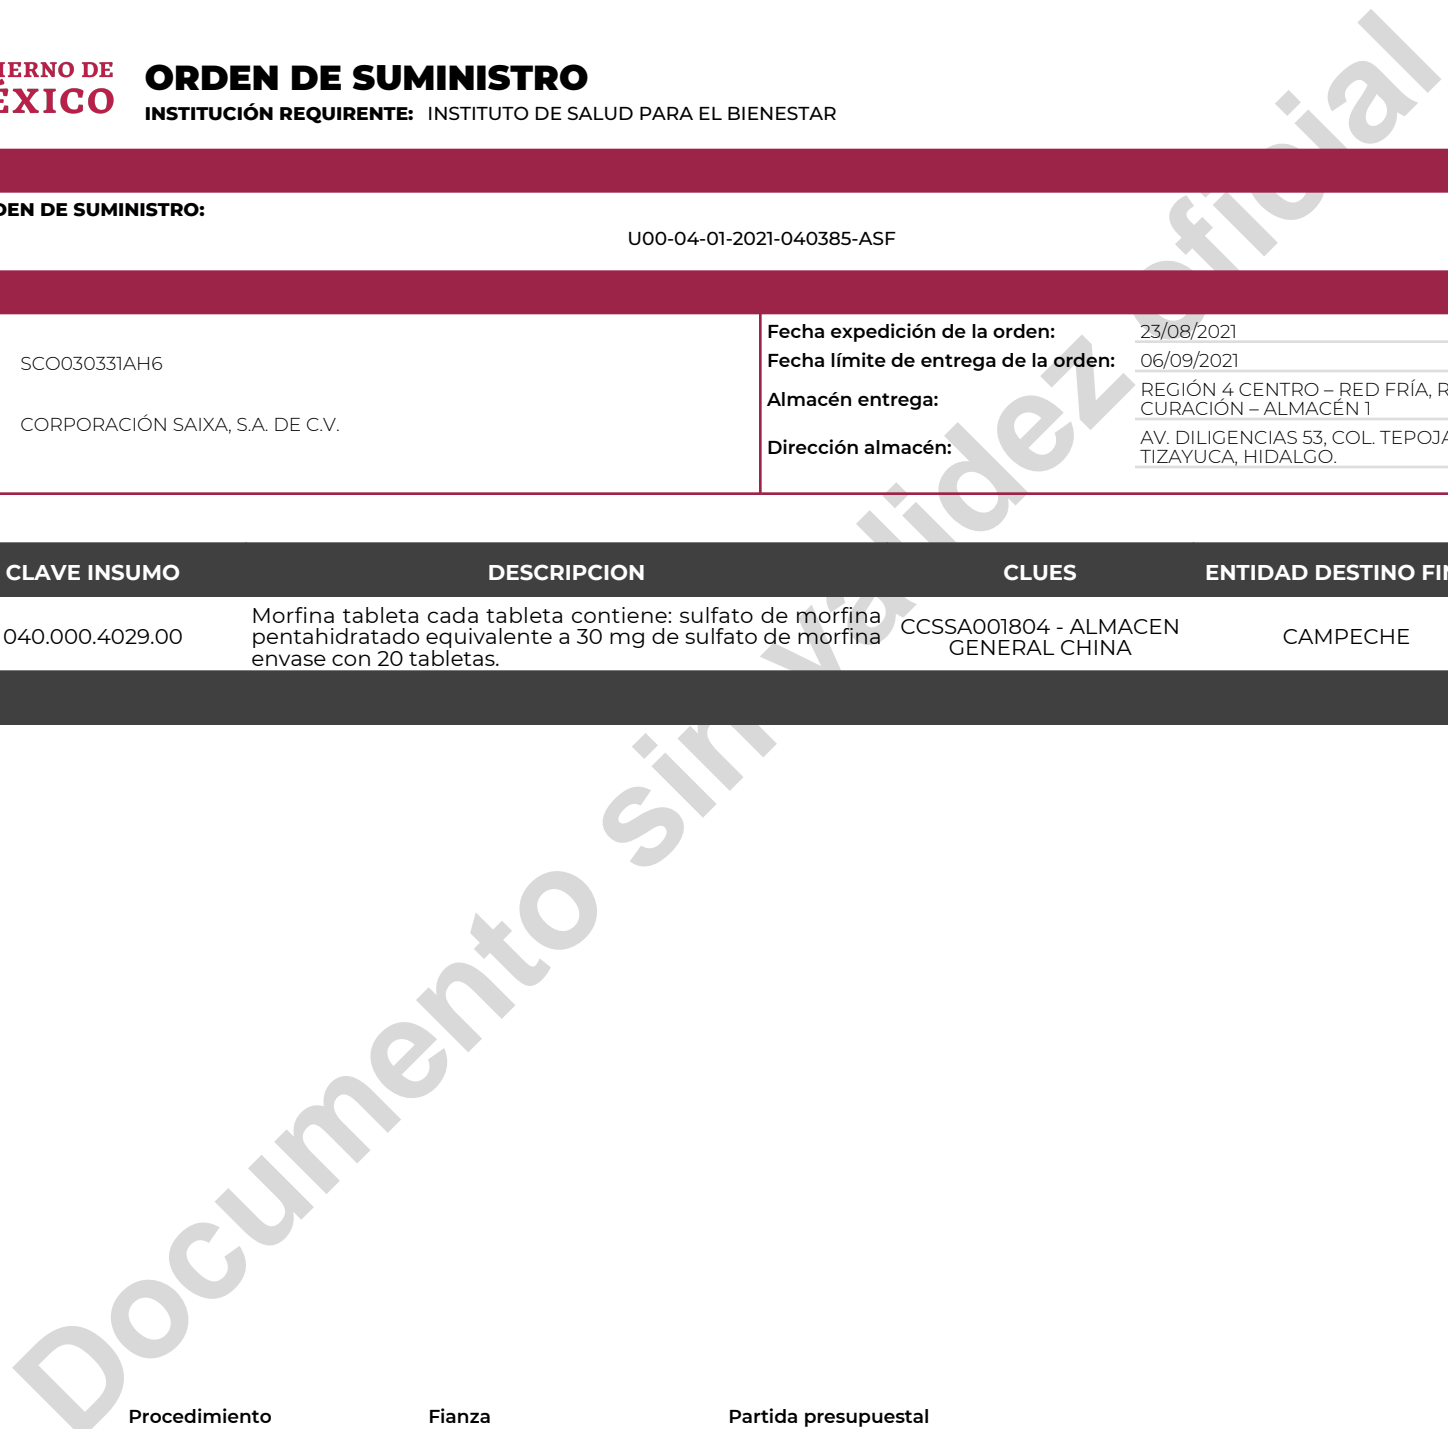 IERNO DE
ÉXICO
ORDEN DE SUMINISTRO
INSTITUCIÓN REQUIRENTE: INSTITUTO DE SALUD PARA EL BIENESTAR
DEN DE SUMINISTRO:
U00-04-01-2021-040385-ASF
SCO030331AH6
CORPORACIÓN SAIXA, S.A. DE C.V.
Fecha expedición de la orden: 23/08/2021
Fecha límite de entrega de la orden: 06/09/2021
Almacén entrega: REGIÓN 4 CENTRO – RED FRÍA, R
CURACIÓN – ALMACÉN 1
Dirección almacén: AV. DILIGENCIAS 53, COL. TEPOJA
TIZAYUCA, HIDALGO.
CLAVE INSUMO DESCRIPCION CLUES ENTIDAD DESTINO FIN
040.000.4029.00
Morfina tableta cada tableta contiene: sulfato de morfina
pentahidratado equivalente a 30 mg de sulfato de morfina
envase con 20 tabletas.
CCSSA001804 - ALMACEN
GENERAL CHINA
CAMPECHE
Documento sin validez oficial
Procedimiento Fianza Partida presupuestal